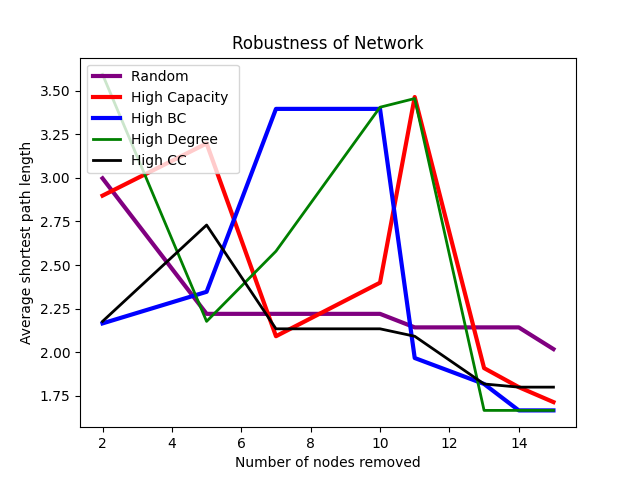 Robustness of Network
Random
High Capacity
High BC
High Degree
High CC
3.50
3.25
3.00
2.75
2.50
2.25
2.00
1.75
Average shortest path length
2 4 6 8 10 12 14
Number of nodes removed